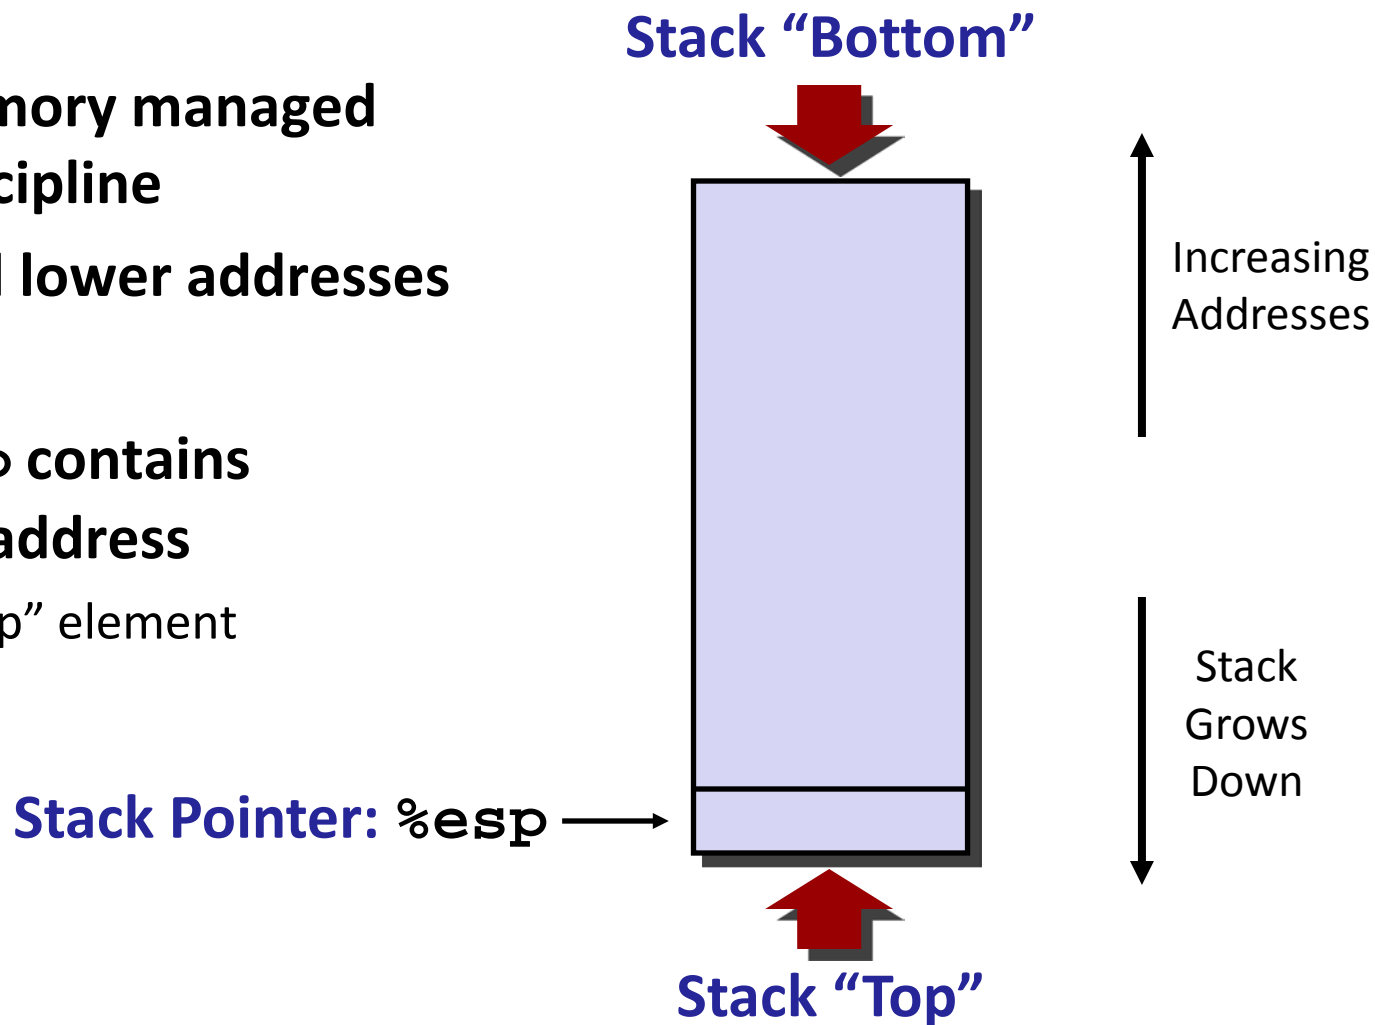 Stack “Bottom”
mory managed
cipline
lower addresses
contains
address
p” element
Increasing
Addresses
Stack
Grows
Down
Stack Pointer: %esp
Stack “Top”